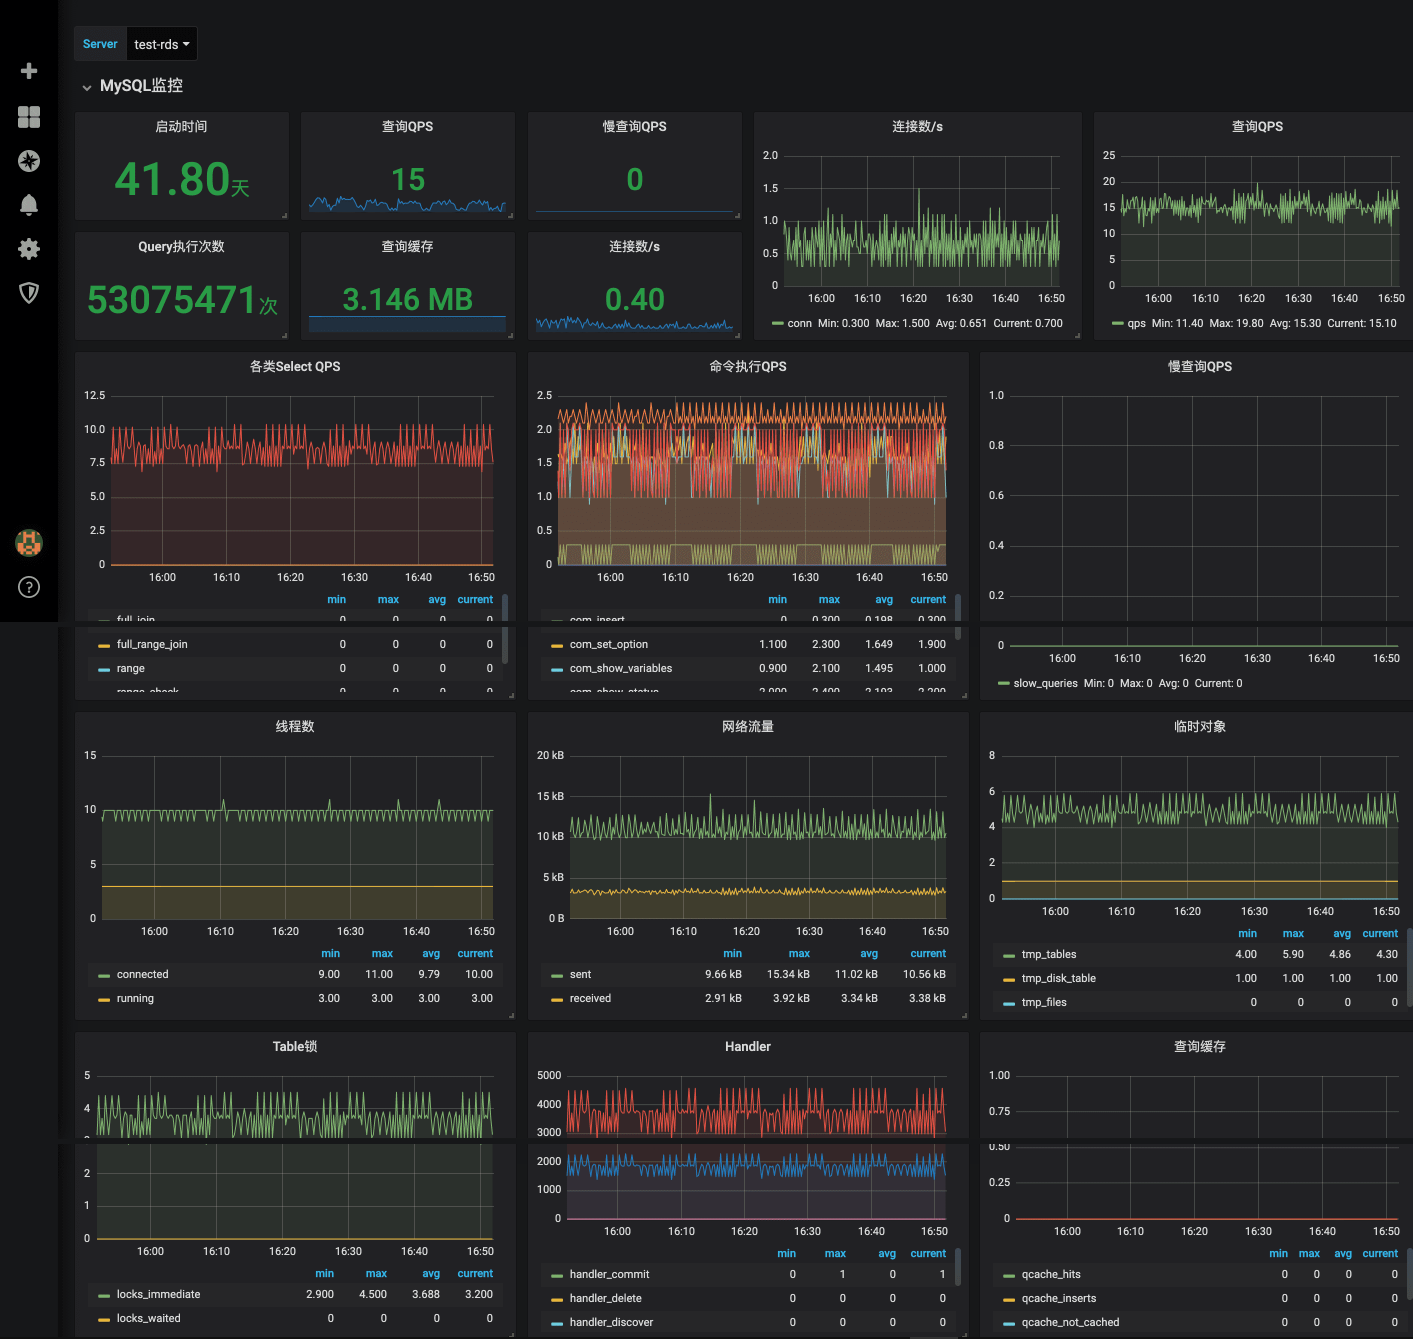 Server test-rds
MySQL监控
启动时间
41.80天
查询QPS
15
慢查询QPS
0
Query执行次数
53075471次
查询缓存
3.146 MB
连接数/s
0.40
连接数/s
2.0
1.5
1.0
0.5
0
16:00 16:10 16:20 16:30 16:40 16:50
conn Min: 0.300 Max: 1.500 Avg: 0.651 Current: 0.700
查询QPS
25
20
15
10
5
0
16:00 16:10 16:20 16:30 16:40 16:50
qps Min: 11.40 Max: 19.80 Avg: 15.30 Current: 15.10
各类Select QPS
12.5
10.0
7.5
5.0
2.5
0
16:00 16:10 16:20 16:30 16:40 16:50
min max avg current
full_join 0 0 0 0
full_range_join 0 0 0 0
range 0 0 0 0
range_check 0 0 0 0
命令执行QPS
2.5
2.0
1.5
1.0
0.5
0
16:00 16:10 16:20 16:30 16:40 16:50
min max avg current
com_insert 0 0.300 0.198 0.300
com_set_option 1.100 2.300 1.649 1.900
com_show_variables 0.900 2.100 1.495 1.000
com_show_status 2.000 2.400 2.193 2.200
慢查询QPS
1.0
0.8
0.6
0.4
0.2
0
16:00 16:10 16:20 16:30 16:40 16:50
slow_queries Min: 0 Max: 0 Avg: 0 Current: 0
线程数
15
10
5
0
16:00 16:10 16:20 16:30 16:40 16:50
min max avg current
connected 9.00 11.00 9.79 10.00
running 3.00 3.00 3.00 3.00
网络流量
20 kB
15 kB
10 kB
5 kB
0 B
16:00 16:10 16:20 16:30 16:40 16:50
min max avg current
sent 9.66 kB 15.34 kB 11.02 kB 10.56 kB
received 2.91 kB 3.92 kB 3.34 kB 3.38 kB
临时对象
8
6
4
2
0
16:00 16:10 16:20 16:30 16:40 16:50
min max avg current
tmp_tables 4.00 5.90 4.86 4.30
tmp_disk_table 1.00 1.00 1.00 1.00
tmp_files 0 0 0 0
Table锁
5
4
2
1
0
16:00 16:10 16:20 16:30 16:40 16:50
min max avg current
locks_immediate 2.900 4.500 3.688 3.200
locks_waited 0 0 0 0
Handler
5000
4000
3000
2000
1000
0
16:00 16:10 16:20 16:30 16:40 16:50
min max avg current
handler_commit 0 1 0 1
handler_delete 0 0 0 0
handler_discover 0 0 0 0
查询缓存
1.00
0.75
0.50
0.25
0
16:00 16:10 16:20 16:30 16:40 16:50
min max avg current
qcache_hits 0 0 0 0
qcache_inserts 0 0 0 0
qcache_not_cached 0 0 0 0